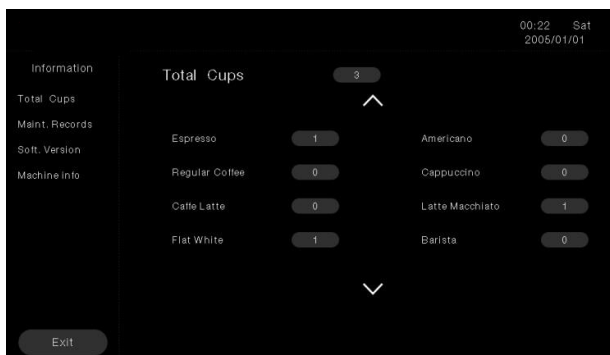 00:22 Sat
2005/01/01
Information
Total Cups
Maint. Records
Soft. Version
Machine info
Exit
Total Cups 3
Espresso 1 Americano 0
Regular Coffee 0 Cappuccino 0
Caffe Latte 0 Latte Macchiato 1
Flat White 1 Barista 0